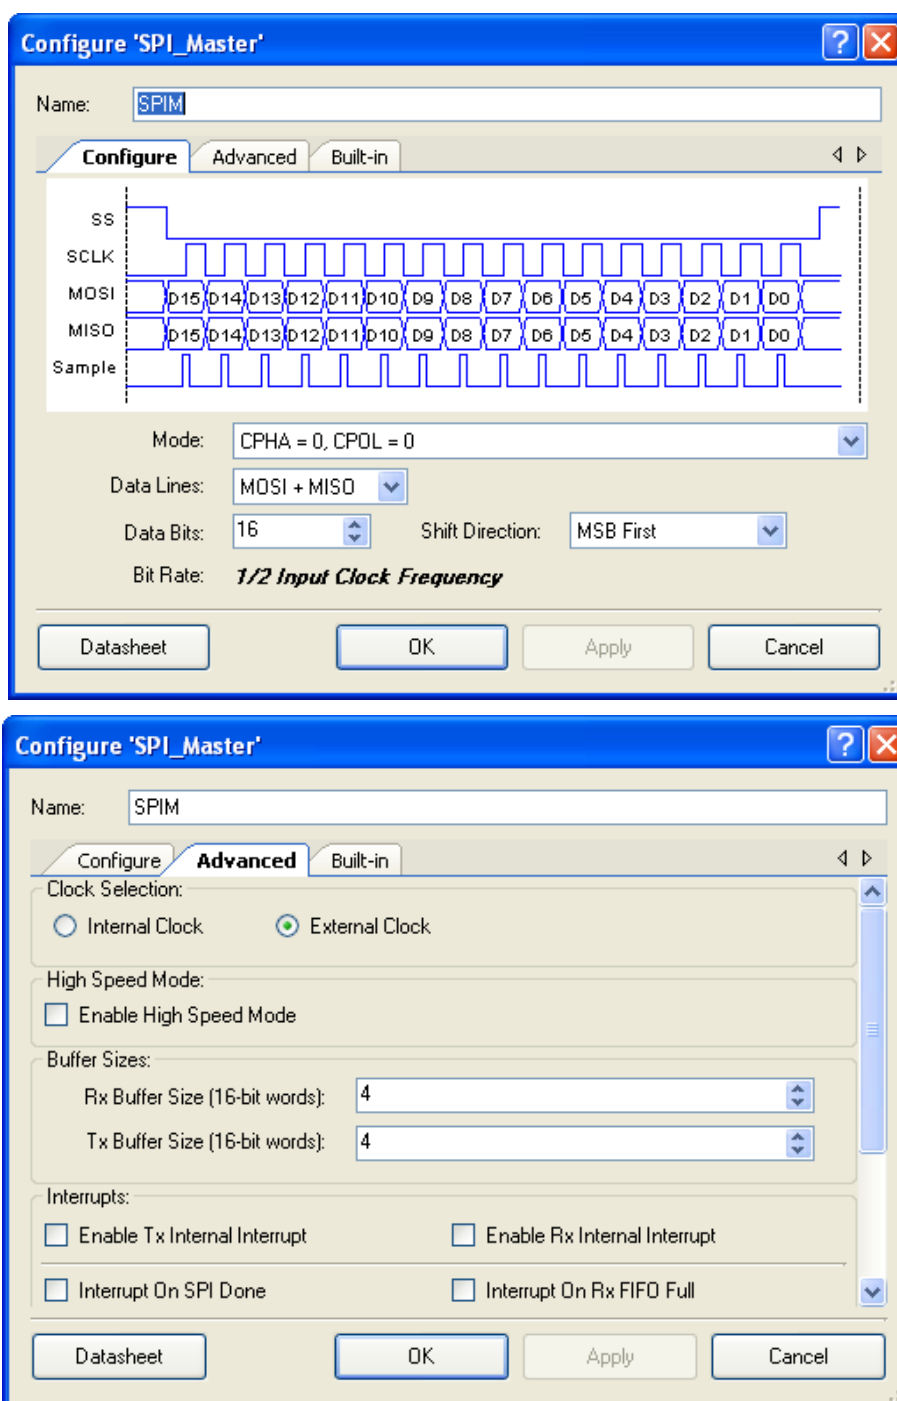 Configure 'SPI_Master'
Name: SPIM
Configure Advanced Built-in
SS
SCLK
MOSI D15 D14 D13 D12 D11 D10 D9 D8 D7 D6 D5 D4 D3 D2 D1 D0
MISO D15 D14 D13 D12 D11 D10 D9 D8 D7 D6 D5 D4 D3 D2 D1 D0
Sample
Mode: CPHA = 0, CPOL = 0
Data Lines: MOSI + MISO
Data Bits: 16 Shift Direction: MSB First
Bit Rate: 1/2 Input Clock Frequency
Datasheet OK Apply Cancel
Configure 'SPI_Master'
Name: SPIM
Configure Advanced Built-in
Clock Selection:
Internal Clock External Clock
High Speed Mode:
Enable High Speed Mode
Buffer Sizes:
Rx Buffer Size (16-bit words): 4
Tx Buffer Size (16-bit words): 4
Interrupts:
Enable Tx Internal Interrupt Enable Rx Internal Interrupt
Interrupt On SPI Done Interrupt On Rx FIFO Full
Datasheet OK Apply Cancel